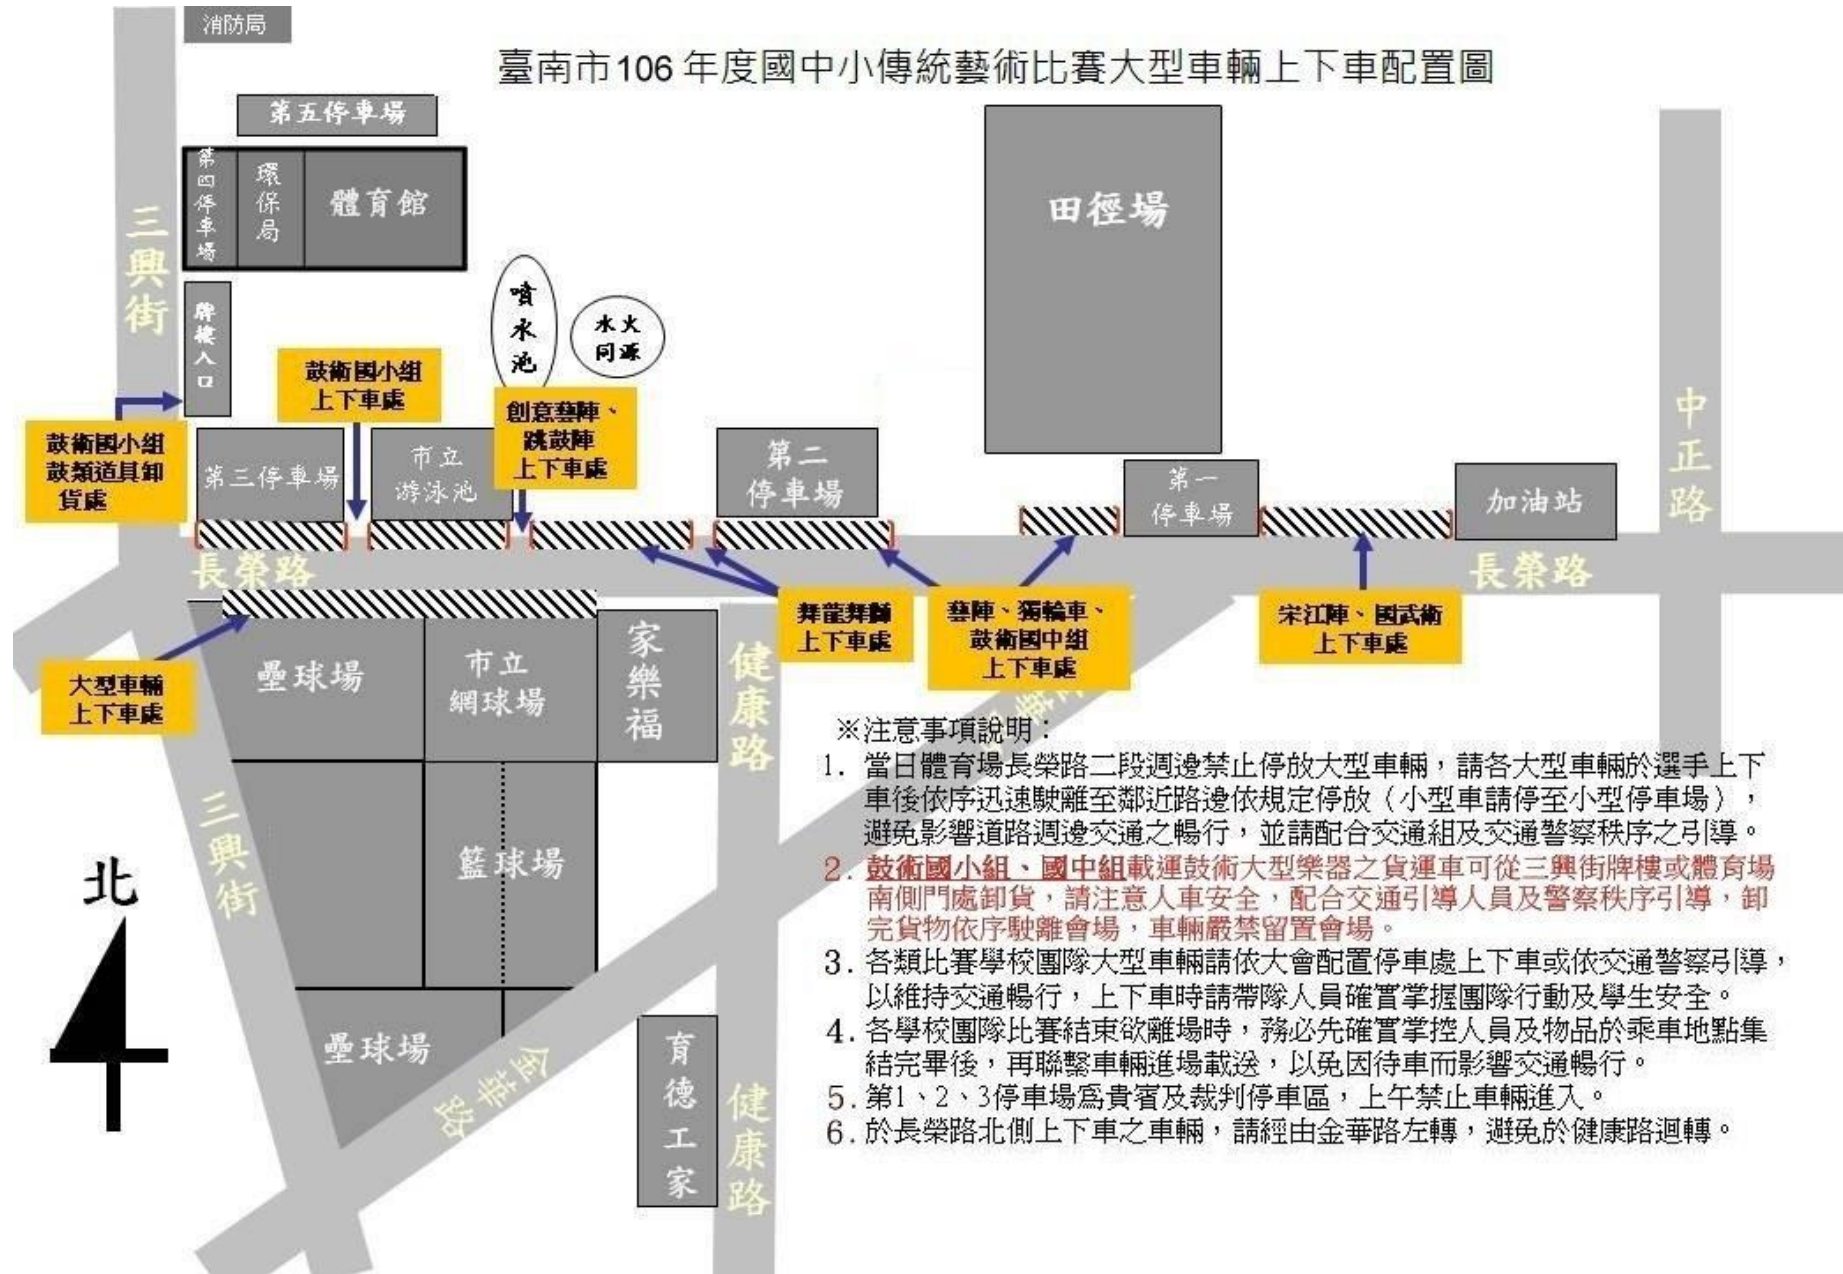 消防局
臺南市106年度國中小傳統藝術比賽大型車輛上下車配置圖
第五停車場
第四停車場
環保局
體育館
田徑場
三興街
牌樓入口
噴水池
水火
同源
中正路
鼓術國小組
上下車處
鼓術國小組
鼓類道具卸
貨處
創意藝陣、
跳鼓陣
上下車處
第三停車場
市立
游泳池
第二
停車場
第一
停車場
加油站
長榮路
長榮路
舞龍舞獅
上下車處
藝陣、獨輪車、
鼓術國中組
上下車處
宋江陣、國武術
上下車處
大型車輛
上下車處
壘球場
市立
網球場
家樂福
健康路
三興街
籃球場
北
壘球場
金華路
育德工家
健康路
※注意事項說明：
1. 當日體育場長榮路二段週邊禁止停放大型車輛，請各大型車輛於選手上下
車後依序迅速駛離至鄰近路邊依規定停放（小型車請停至小型停車場），
避免影響道路週邊交通之暢行，並請配合交通組及交通警察秩序之引導。
2. 鼓術國小組、國中組載運鼓術大型樂器之貨運車可從三興街牌樓或體育場
南側門處卸貨，請注意人車安全，配合交通引導人員及警察秩序引導，卸
完貨物依序駛離會場，車輛嚴禁留置會場。
3. 各類比賽學校團隊大型車輛請依大會配置停車處上下車或依交通警察引導，
以維持交通暢行，上下車時請帶隊人員確實掌握團隊行動及學生安全。
4. 各學校團隊比賽結束欲離場時，務必先確實掌控人員及物品於乘車地點集
結完畢後，再聯繫車輛進場載送，以免因待車而影響交通暢行。
5. 第1、2、3停車場為貴賓及裁判停車區，上午禁止車輛進入。
6. 於長榮路北側上下車之車輛，請經由金華路左轉，避免於健康路迴轉。